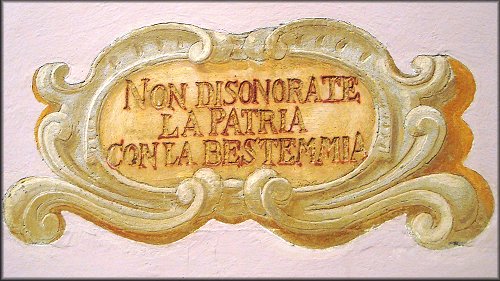 NON DISONORATE
LA PATRIA
CON LA BESTEMMIA